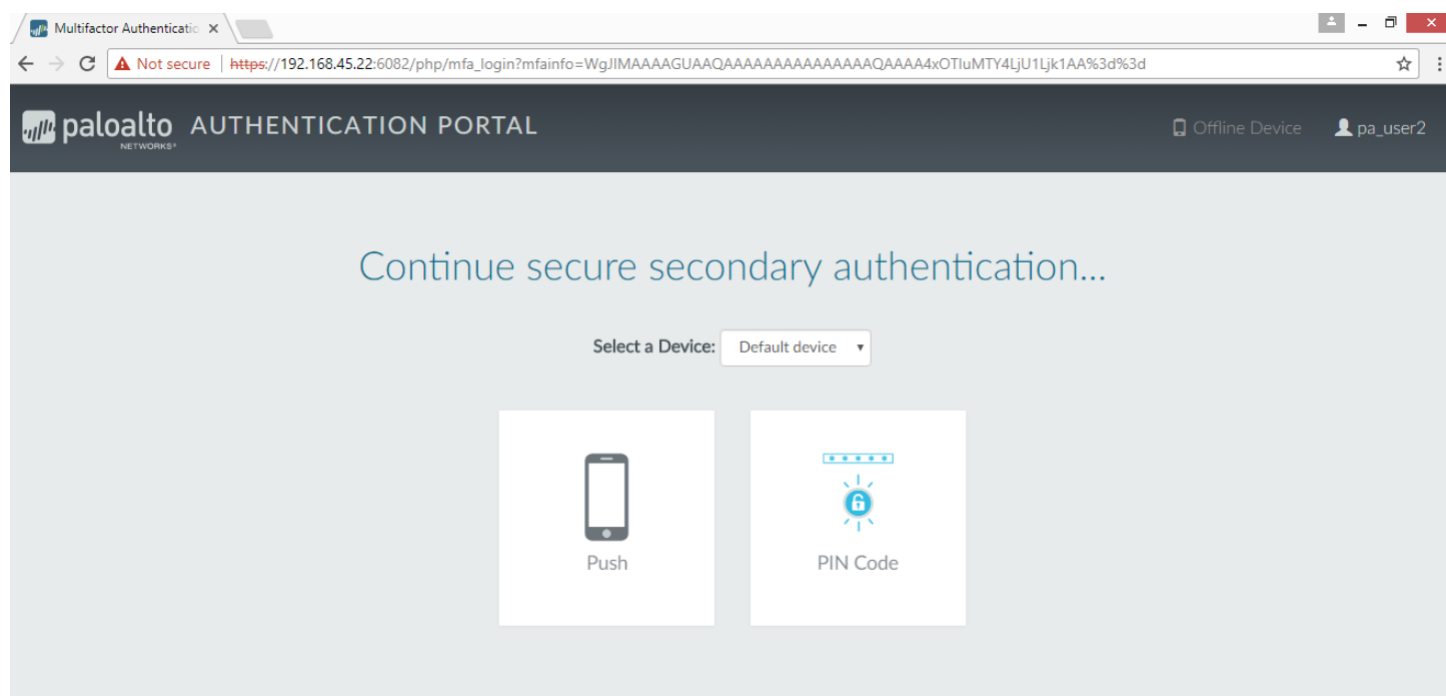 Multifactor Authenticatio
Not secure | https://192.168.45.22:6082/php/mfa_login?mfainfo=WgJIMAAAAGUAAQAAAAAAAAAAAAAAAQAAAA4xOTIuMTY4LjU1Ljk1AA%3d%3d
paloalto NETWORKS AUTHENTICATION PORTAL Offline Device pa_user2
Continue secure secondary authentication...
Select a Device: Default device
Push PIN Code